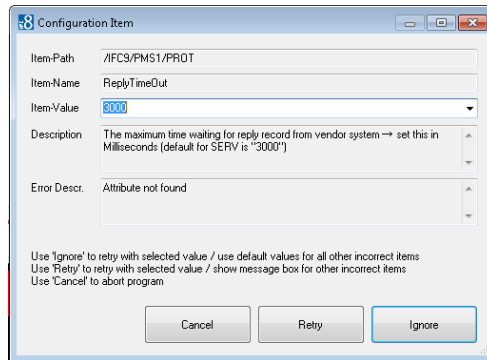 Configuration Item
Item-Path
/IFC9/PMS1/PROT
Item-Name
ReplyTimeOut
Item-Value
3000
Description
The maximum time waiting for reply record from vendor system → set this in
Milliseconds (default for SERV is "3000")
Error Descr.
Attribute not found
Use 'Ignore' to retry with selected value / use default values for all other incorrect items
Use 'Retry' to retry with selected value / show message box for other incorrect items
Use 'Cancel' to abort program
Cancel
Retry
Ignore